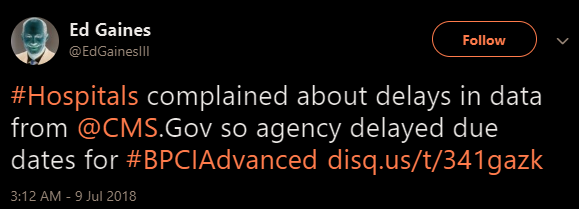 Ed Gaines
@EdGainesIII
Follow
#Hospitals complained about delays in data
from @CMS.Gov so agency delayed due
dates for #BPCIAdvanced disq.us/t/341gazk
3:12 AM - 9 Jul 2018